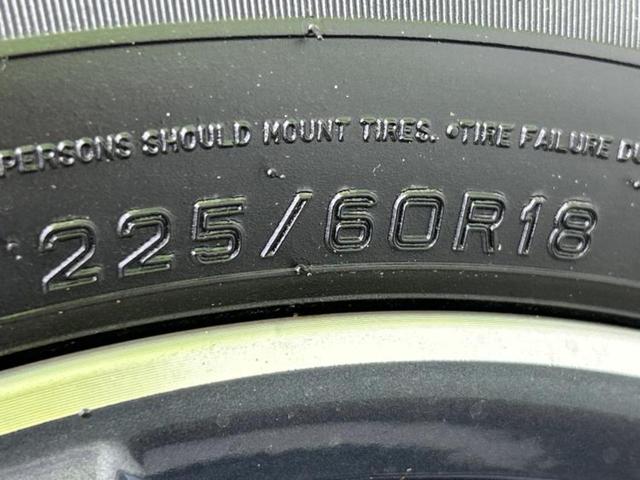 PERSONS SHOULD MOUNT TIRES. •TIRE FAILURE
225/60R18